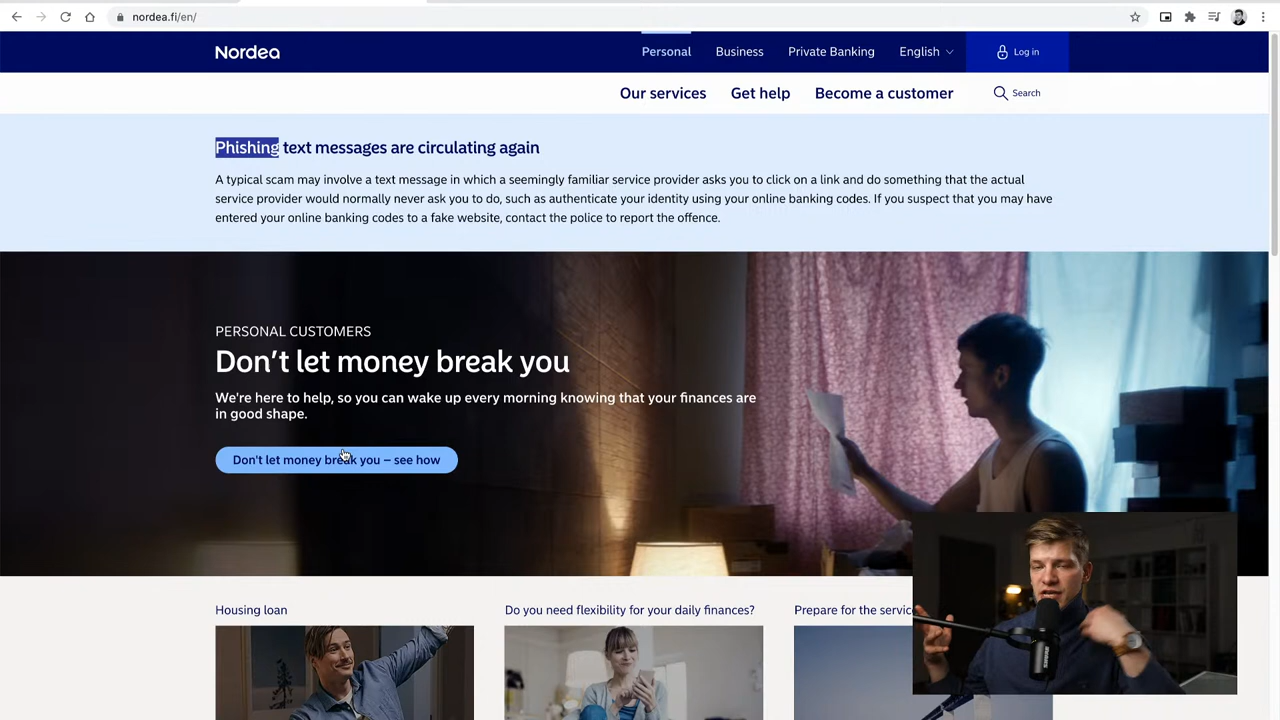 nordea.fi/en/
Nordea
Personal
Business
Private Banking
English
Log in
Our services
Get help
Become a customer
Search
Phishing text messages are circulating again
A typical scam may involve a text message in which a seemingly familiar service provider asks you to click on a link and do something that the actual
service provider would normally never ask you to do, such as authenticate your identity using your online banking codes. If you suspect that you may have
entered your online banking codes to a fake website, contact the police to report the offence.
PERSONAL CUSTOMERS
Don't let money break you
We're here to help, so you can wake up every morning knowing that your finances are
in good shape.
Don't let money break you – see how
Housing loan
Do you need flexibility for your daily finances?
Prepare for the servic